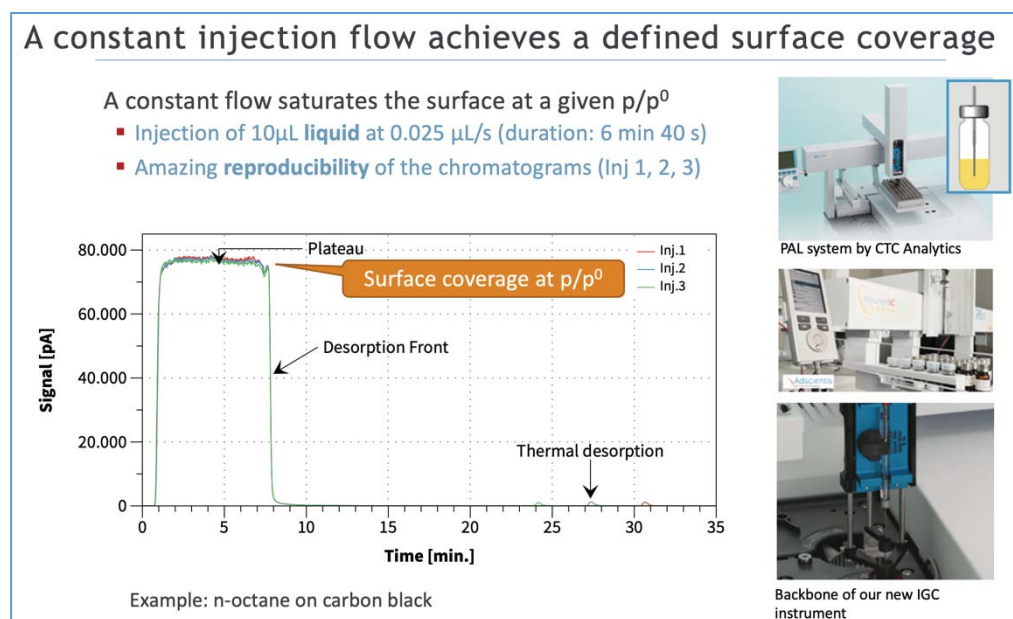 A constant injection flow achieves a defined surface coverage
A constant flow saturates the surface at a given p/p⁰
▪ Injection of 10µL liquid at 0.025 µL/s (duration: 6 min 40 s)
▪ Amazing reproducibility of the chromatograms (Inj 1, 2, 3)
80.000
60.000
40.000
20.000
0
Signal [pA]
Plateau
Surface coverage at p/p⁰
Inj.1
Inj.2
Inj.3
Desorption Front
Thermal desorption
0 5 10 15 20 25 30 35
Time [min.]
Example: n-octane on carbon black
PAL system by CTC Analytics
neuronIC
Adscientis
Backbone of our new IGC
instrument